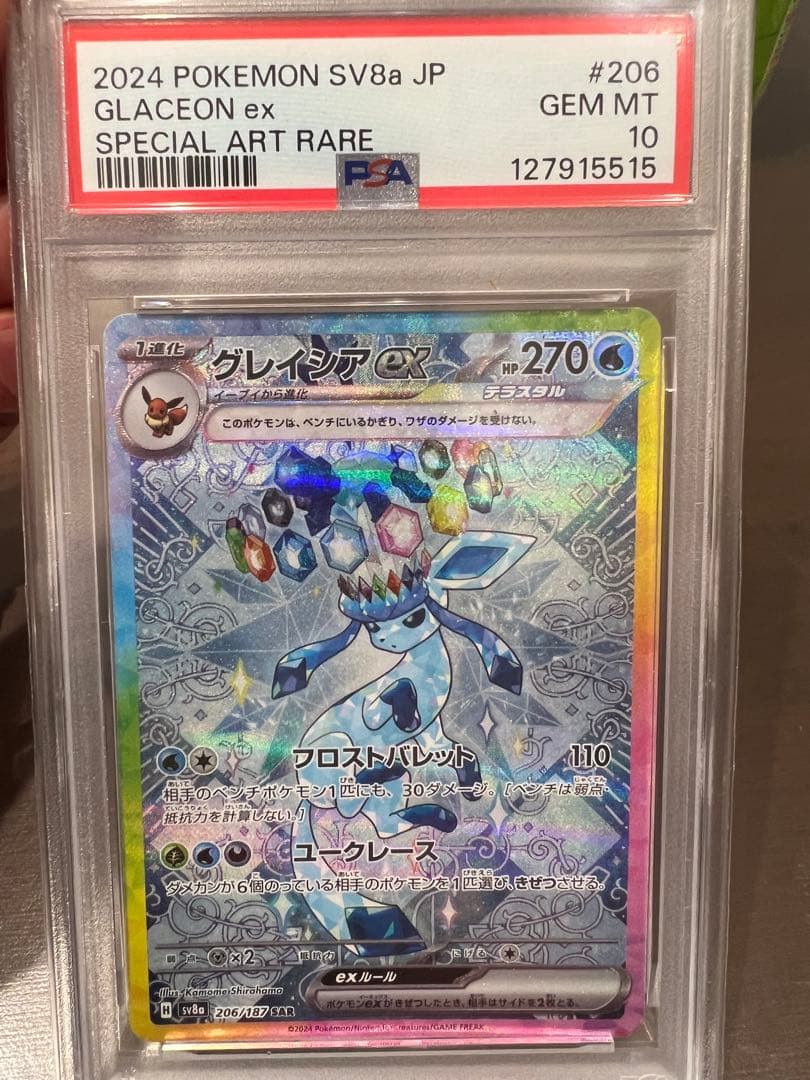 2024 POKEMON SV8a JP #206
GLACEON ex GEM MT
SPECIAL ART RARE 10
PSA 127915515
1進化 グレイシアex HP270
イーブイから進化 テラスタル
このポケモンは、ベンチにいるかぎり、ワザのダメージを受けない。
フロストバレット 110
相手のベンチポケモン1匹にも、30ダメージ。[ベンチは弱点・
抵抗力を計算しない。]
ユークレース
ダメカンが6個のっている相手のポケモンを1匹選び、きぜつさせる。
弱点 ×2 抵抗力 にげる
exルール
ポケモンexがきぜつしたとき、相手はサイドを2枚とる。
Illus. Kamome Shirahama
H sv8a 206/187 SAR
©2024 Pokémon/Nintendo/Creatures/GAME FREAK